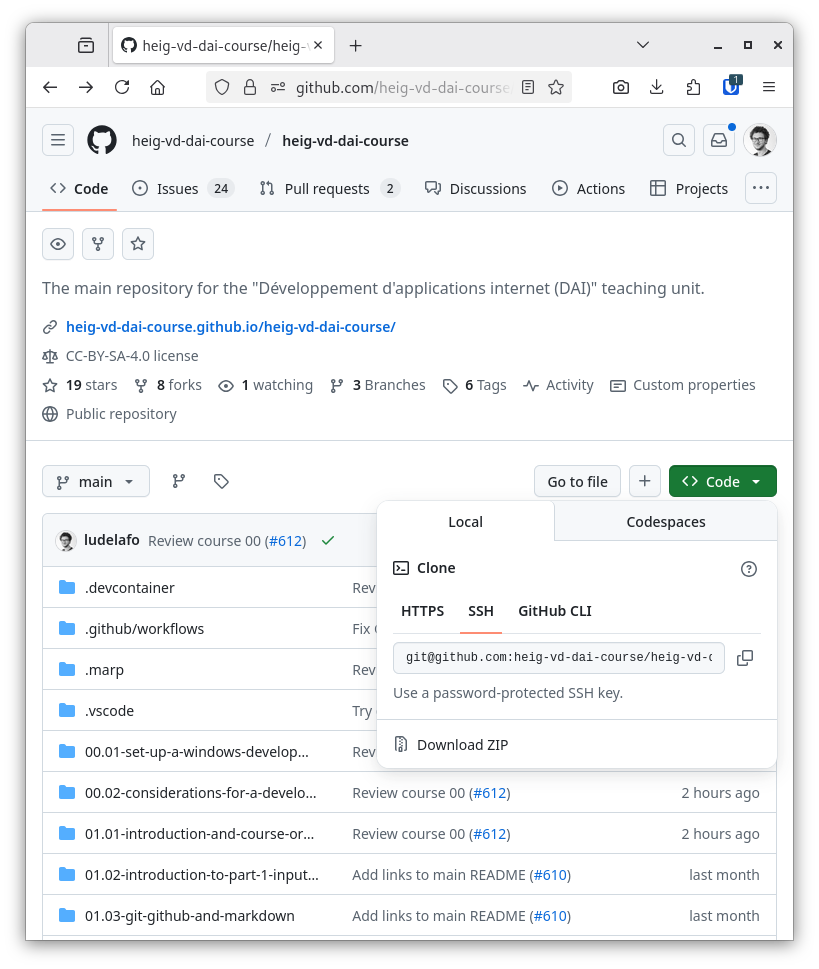 heig-vd-dai-course/heig-
1
github.com/heig-vd-dai-course
heig-vd-dai-course / heig-vd-dai-course
Code Issues 24 Pull requests 2 Discussions Actions Projects
The main repository for the "Développement d'applications internet (DAI)" teaching unit.
heig-vd-dai-course.github.io/heig-vd-dai-course/
CC-BY-SA-4.0 license
19 stars 8 forks 1 watching 3 Branches 6 Tags Activity Custom properties
Public repository
main Go to file Code
Local Codespaces
Clone
HTTPS SSH GitHub CLI
git@github.com:heig-vd-dai-course/heig-vd-d
Use a password-protected SSH key.
Download ZIP
ludelafo Review course 00 (#612)
.devcontainer Rev
.github/workflows Fix
.marp Rev
.vscode Try
00.01-set-up-a-windows-develop... Rev
00.02-considerations-for-a-develo... Review course 00 (#612) 2 hours ago
01.01-introduction-and-course-or... Review course 00 (#612) 2 hours ago
01.02-introduction-to-part-1-input... Add links to main README (#610) last month
01.03-git-github-and-markdown Add links to main README (#610) last month